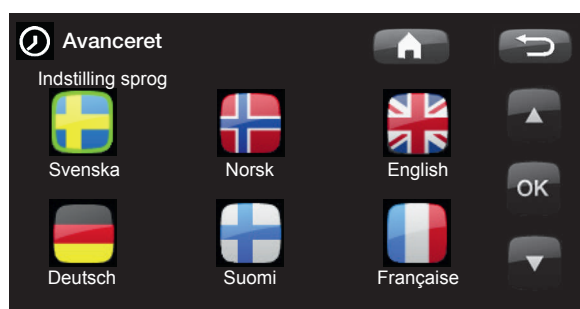 Avanceret
Indstilling sprog
Svenska Norsk English
OK
Deutsch Suomi Française